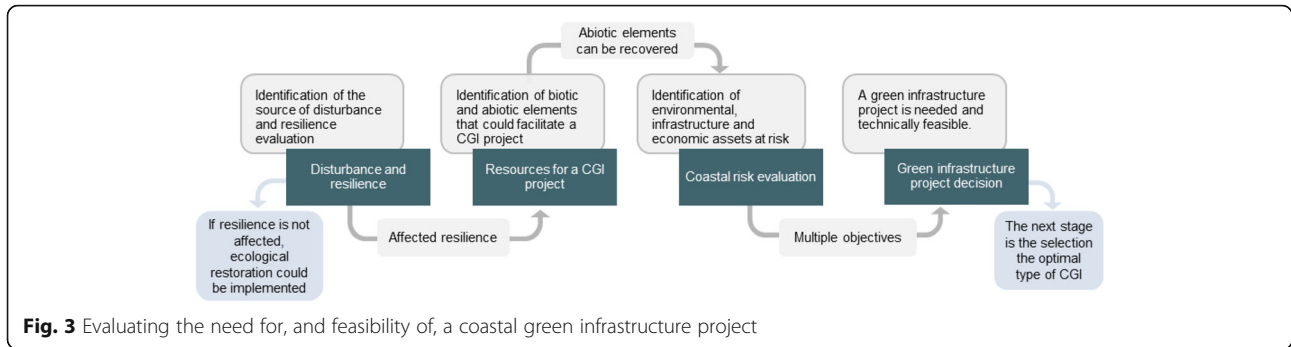 Abiotic elements
can be recovered
Identification of the
source of disturbance
and resilience
evaluation
Identification of biotic
and abiotic elements
that could facilitate a
CGI project
Identification of
environmental,
infrastructure and
economic assets at risk
A green infrastructure
project is needed and
technically feasible.
Disturbance and
resilience
Resources for a CGI
project
Coastal risk evaluation
Green infrastructure
project decision
If resilience is not
affected,
ecological
restoration could
be implemented
Affected resilience
Multiple objectives
The next stage
is the selection
the optimal
type of CGI
Fig. 3 Evaluating the need for, and feasibility of, a coastal green infrastructure project